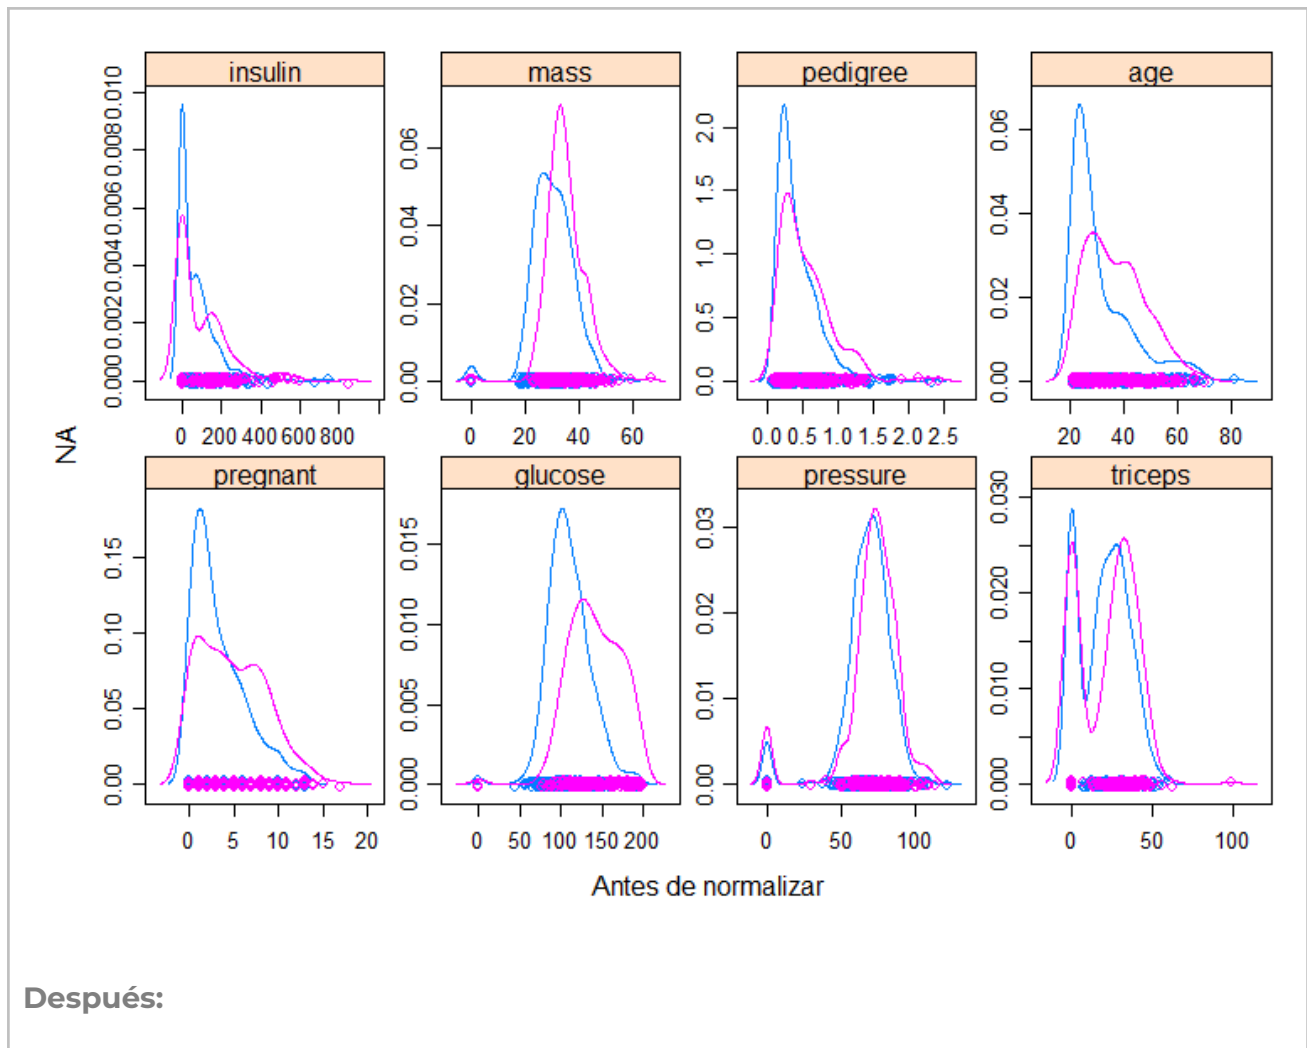 insulin mass pedigree age
0.000 0.002 0.004 0.006 0.008 0.010
0.00 0.02 0.04 0.06
0.0 0.5 1.0 1.5 2.0
0.00 0.02 0.04 0.06
0 200 400 600 800
0 20 40 60
0.0 0.5 1.0 1.5 2.0 2.5
20 40 60 80
NA
pregnant glucose pressure triceps
0.00 0.05 0.10 0.15
0.000 0.005 0.010 0.015
0.00 0.01 0.02 0.03
0.000 0.010 0.020 0.030
0 5 10 15 20
0 50 100 150 200
0 50 100
0 50 100
Antes de normalizar
Después: